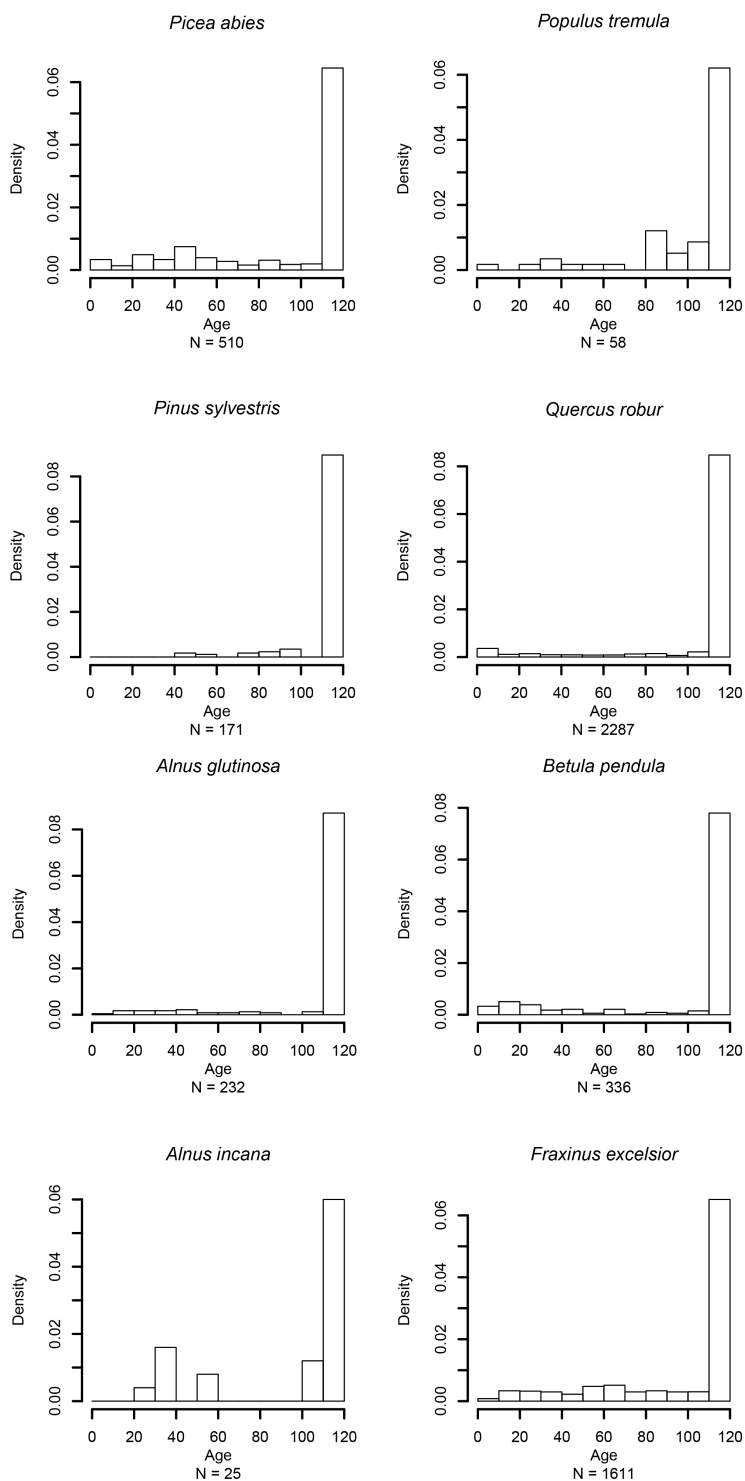 Picea abies
Density
0.00 0.02 0.04 0.06
0 20 40 60 80 100 120
Age
N = 510
Populus tremula
Density
0.00 0.02 0.04 0.06
0 20 40 60 80 100 120
Age
N = 58
Pinus sylvestris
Density
0.00 0.02 0.04 0.06 0.08
0 20 40 60 80 100 120
Age
N = 171
Quercus robur
Density
0.00 0.02 0.04 0.06 0.08
0 20 40 60 80 100 120
Age
N = 2287
Alnus glutinosa
Density
0.00 0.02 0.04 0.06 0.08
0 20 40 60 80 100 120
Age
N = 232
Betula pendula
Density
0.00 0.02 0.04 0.06 0.08
0 20 40 60 80 100 120
Age
N = 336
Alnus incana
Density
0.00 0.02 0.04 0.06
0 20 40 60 80 100 120
Age
N = 25
Fraxinus excelsior
Density
0.00 0.02 0.04 0.06
0 20 40 60 80 100 120
Age
N = 1611